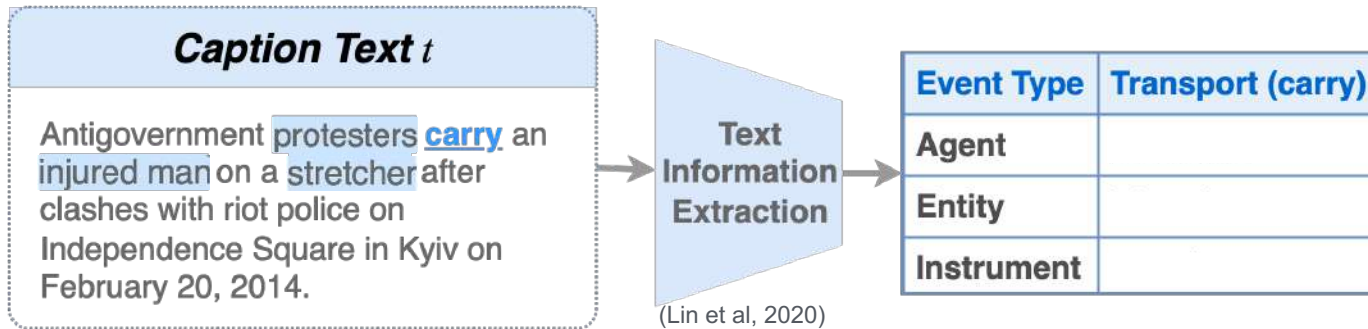 Caption Text t
Antigovernment protesters carry an
injured man on a stretcher after
clashes with riot police on
Independence Square in Kyiv on
February 20, 2014.
Text
Information
Extraction
(Lin et al, 2020)
Event Type Transport (carry)
Agent
Entity
Instrument